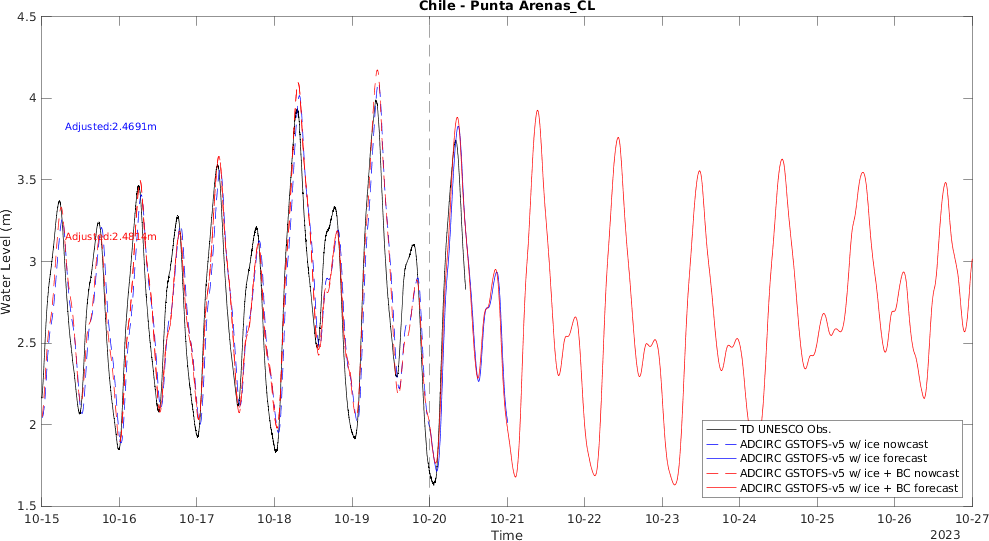 Chile - Punta Arenas_CL
4.5
4
3.5
3
2.5
2
1.5
Water Level (m)
Adjusted:2.4691m
Adjusted:2.4814m
TD UNESCO Obs.
ADCIRC GSTOFS-v5 w/ ice nowcast
ADCIRC GSTOFS-v5 w/ ice forecast
ADCIRC GSTOFS-v5 w/ ice + BC nowcast
ADCIRC GSTOFS-v5 w/ ice + BC forecast
10-15 10-16 10-17 10-18 10-19 10-20 10-21 10-22 10-23 10-24 10-25 10-26 10-27
Time
2023